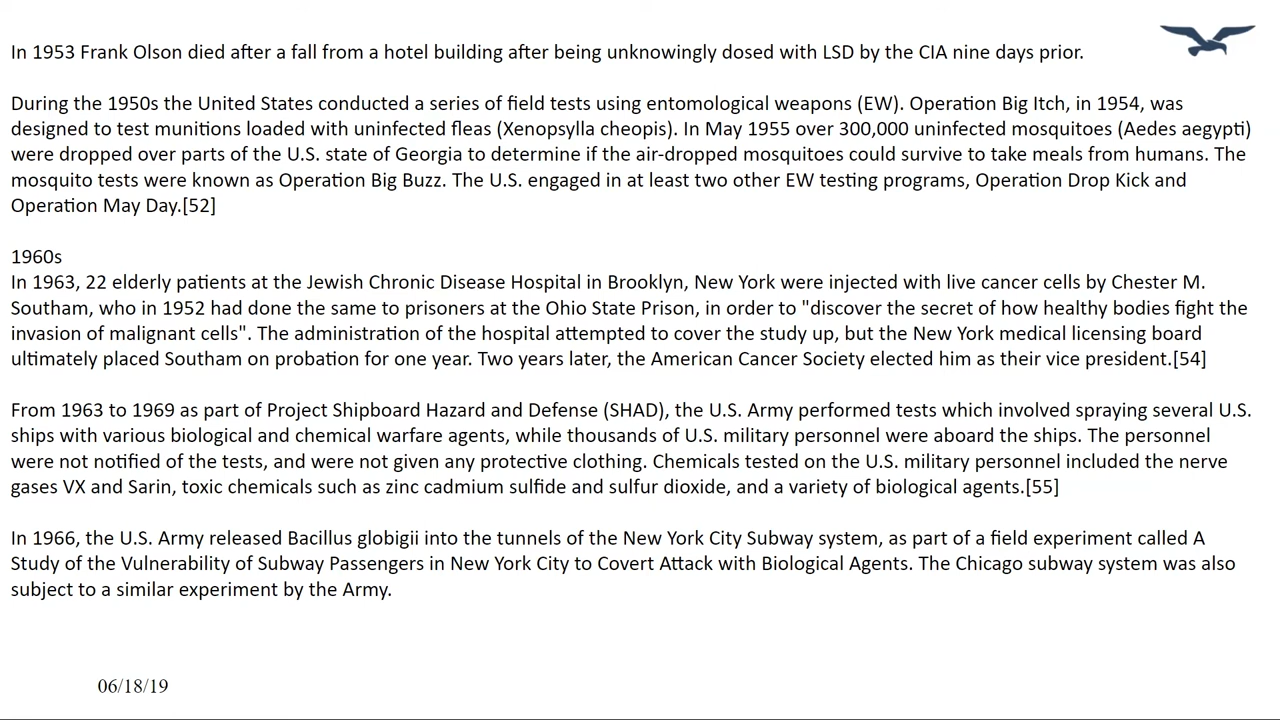 In 1953 Frank Olson died after a fall from a hotel building after being unknowingly dosed with LSD by the CIA nine days prior.
During the 1950s the United States conducted a series of field tests using entomological weapons (EW). Operation Big Itch, in 1954, was
designed to test munitions loaded with uninfected fleas (Xenopsylla cheopis). In May 1955 over 300,000 uninfected mosquitoes (Aedes aegypti)
were dropped over parts of the U.S. state of Georgia to determine if the air-dropped mosquitoes could survive to take meals from humans. The
mosquito tests were known as Operation Big Buzz. The U.S. engaged in at least two other EW testing programs, Operation Drop Kick and
Operation May Day.[52]
1960s
In 1963, 22 elderly patients at the Jewish Chronic Disease Hospital in Brooklyn, New York were injected with live cancer cells by Chester M.
Southam, who in 1952 had done the same to prisoners at the Ohio State Prison, in order to "discover the secret of how healthy bodies fight the
invasion of malignant cells". The administration of the hospital attempted to cover the study up, but the New York medical licensing board
ultimately placed Southam on probation for one year. Two years later, the American Cancer Society elected him as their vice president.[54]
From 1963 to 1969 as part of Project Shipboard Hazard and Defense (SHAD), the U.S. Army performed tests which involved spraying several U.S.
ships with various biological and chemical warfare agents, while thousands of U.S. military personnel were aboard the ships. The personnel
were not notified of the tests, and were not given any protective clothing. Chemicals tested on the U.S. military personnel included the nerve
gases VX and Sarin, toxic chemicals such as zinc cadmium sulfide and sulfur dioxide, and a variety of biological agents.[55]
In 1966, the U.S. Army released Bacillus globigii into the tunnels of the New York City Subway system, as part of a field experiment called A
Study of the Vulnerability of Subway Passengers in New York City to Covert Attack with Biological Agents. The Chicago subway system was also
subject to a similar experiment by the Army.
06/18/19